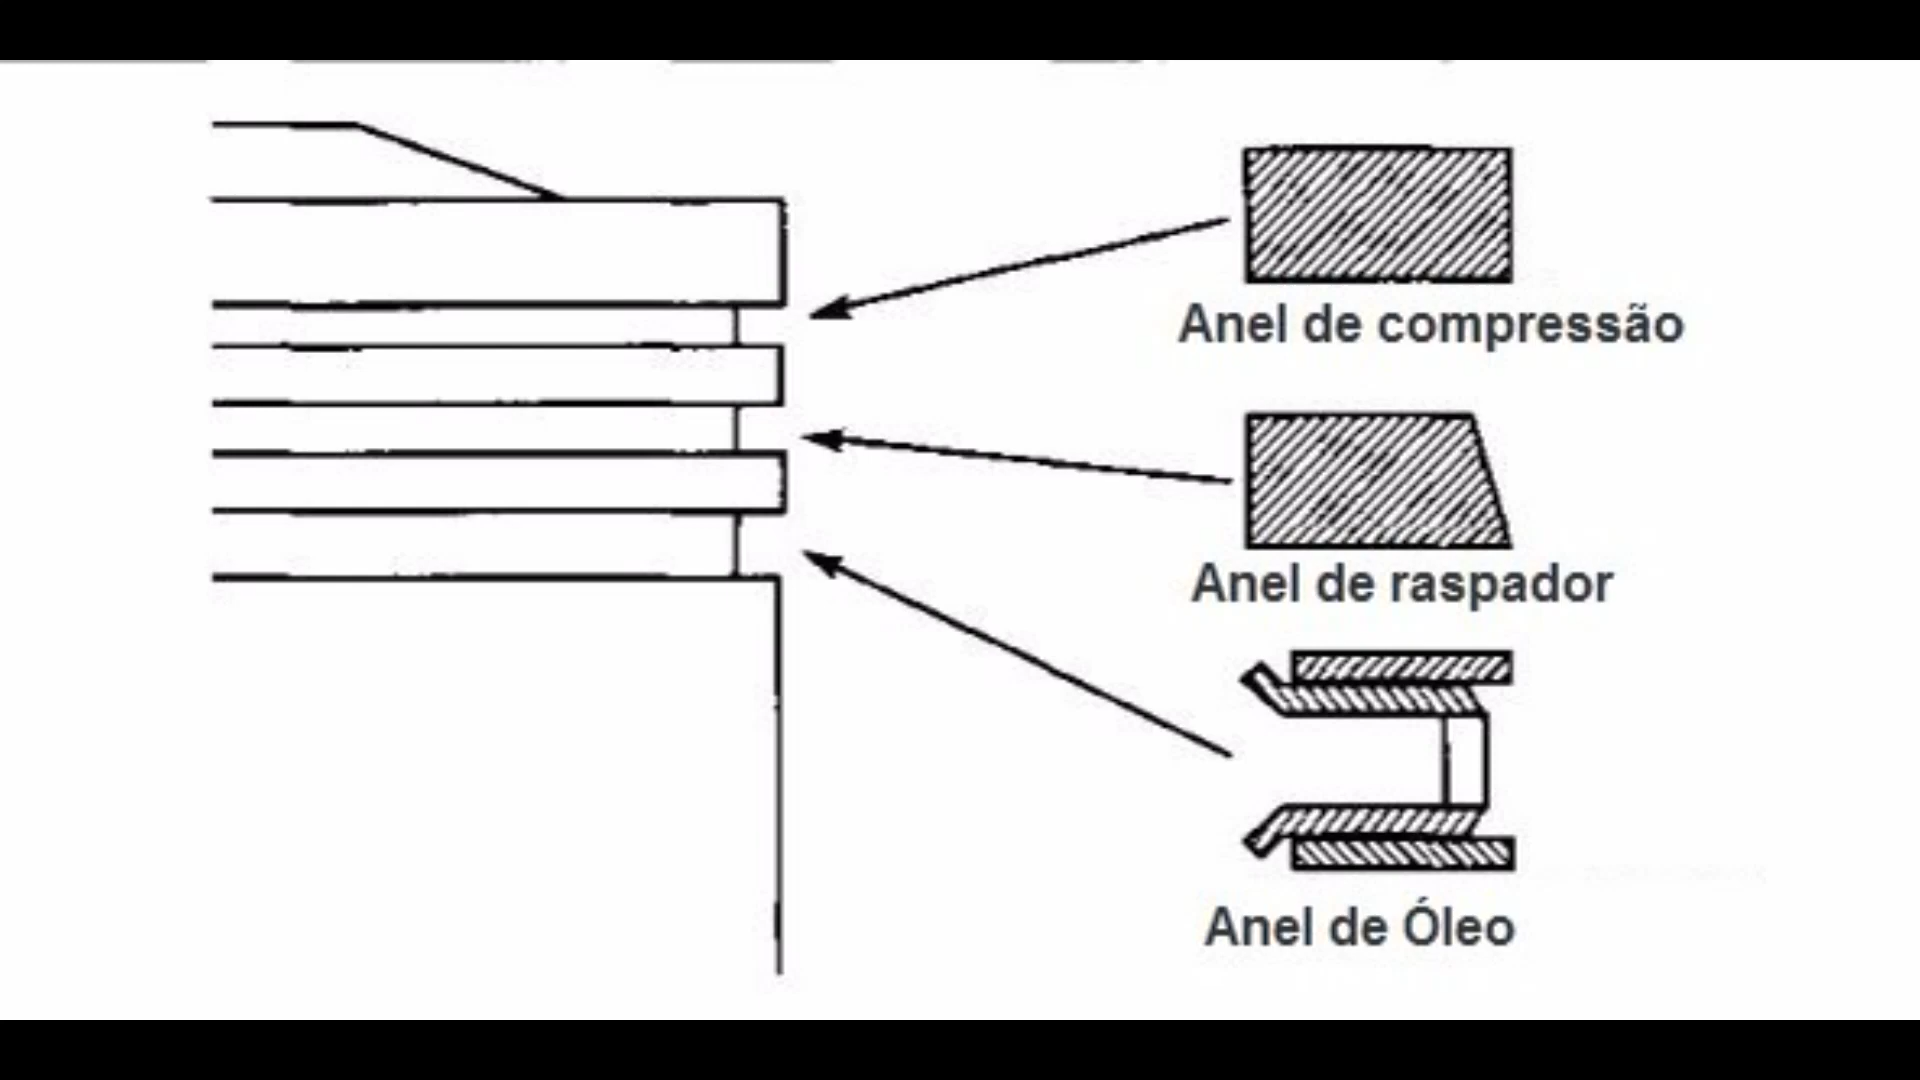 Anel de compressão
Anel de raspador
Anel de Óleo